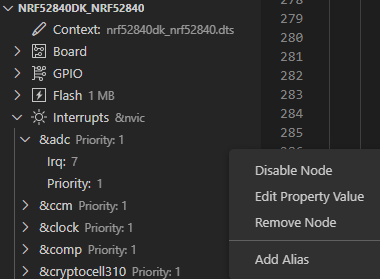 NRF52840DK_NRF52840
Context: nrf52840dk_nrf52840.dts
Board
GPIO
Flash 1 MB
Interrupts &nvic
&adc Priority: 1
Irq: 7
Priority: 1
&ccm Priority: 1
&clock Priority: 1
&comp Priority: 1
&cryptocell310 Priority: 1
278
279
280
281
282
283
284
285
286
Disable Node
Edit Property Value
Remove Node
Add Alias